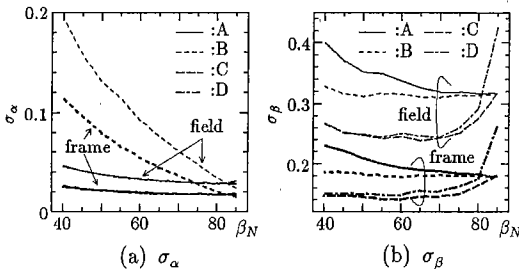 :A
:B
:C
:D
0.2
0.1
0
σα
field
frame
40 60 80 βN
(a) σα
:A :C
:B :D
0.4
0.3
0.2
σβ
field
frame
40 60 80 βN
(b) σβ